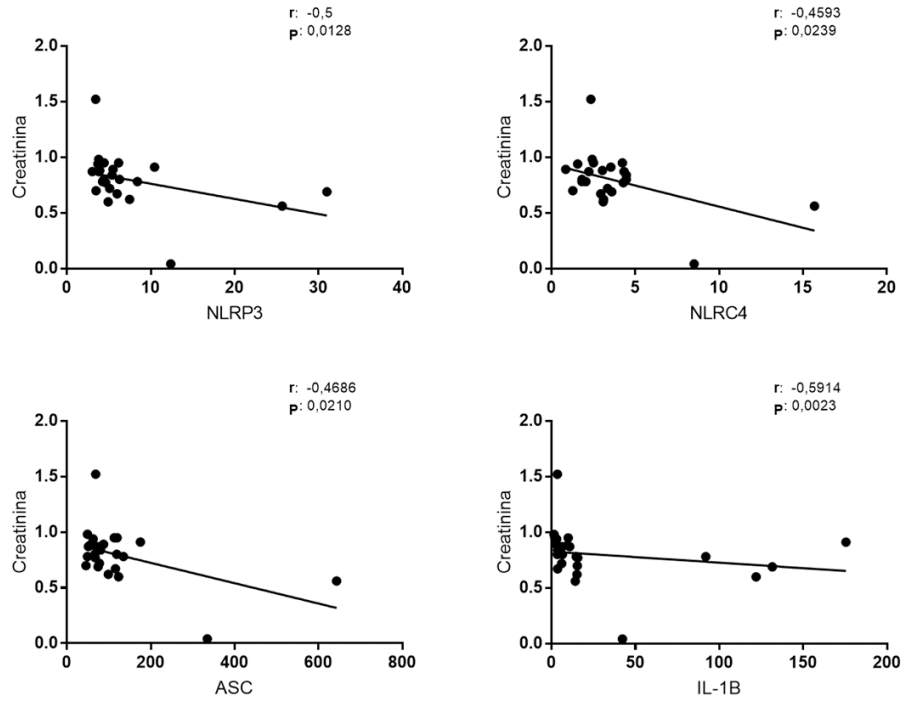 r: -0,5
P: 0,0128
2.0
1.5
1.0
0.5
0.0
Creatinina
0 10 20 30 40
NLRP3
r: -0,4593
P: 0,0239
2.0
1.5
1.0
0.5
0.0
Creatinina
0 5 10 15 20
NLRC4
r: -0,4686
P: 0,0210
2.0
1.5
1.0
0.5
0.0
Creatinina
0 200 400 600 800
ASC
r: -0,5914
P: 0,0023
2.0
1.5
1.0
0.5
0.0
Creatinina
0 50 100 150 200
IL-1B